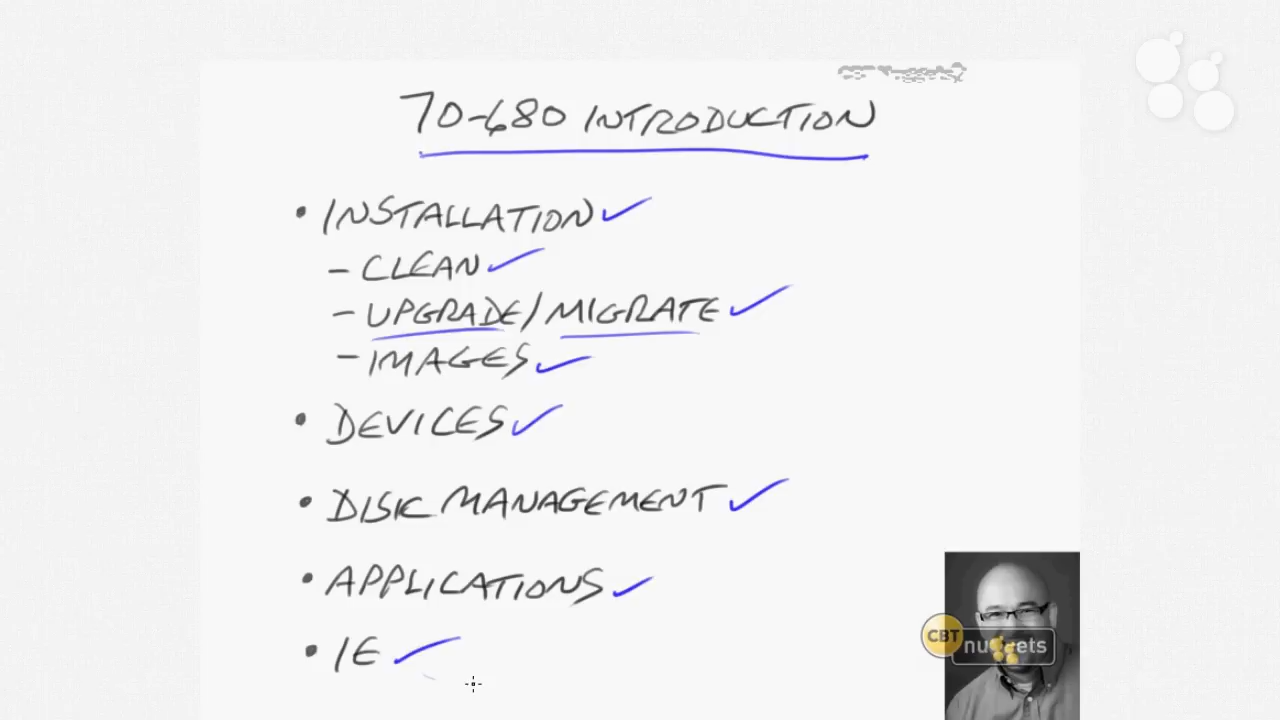 70-680 INTRODUCTION
• INSTALLATION ✓
– CLEAN ✓
– UPGRADE/MIGRATE ✓
– IMAGES ✓
• DEVICES ✓
• DISK MANAGEMENT ✓
• APPLICATIONS ✓
• IE ✓
CBT nuggets